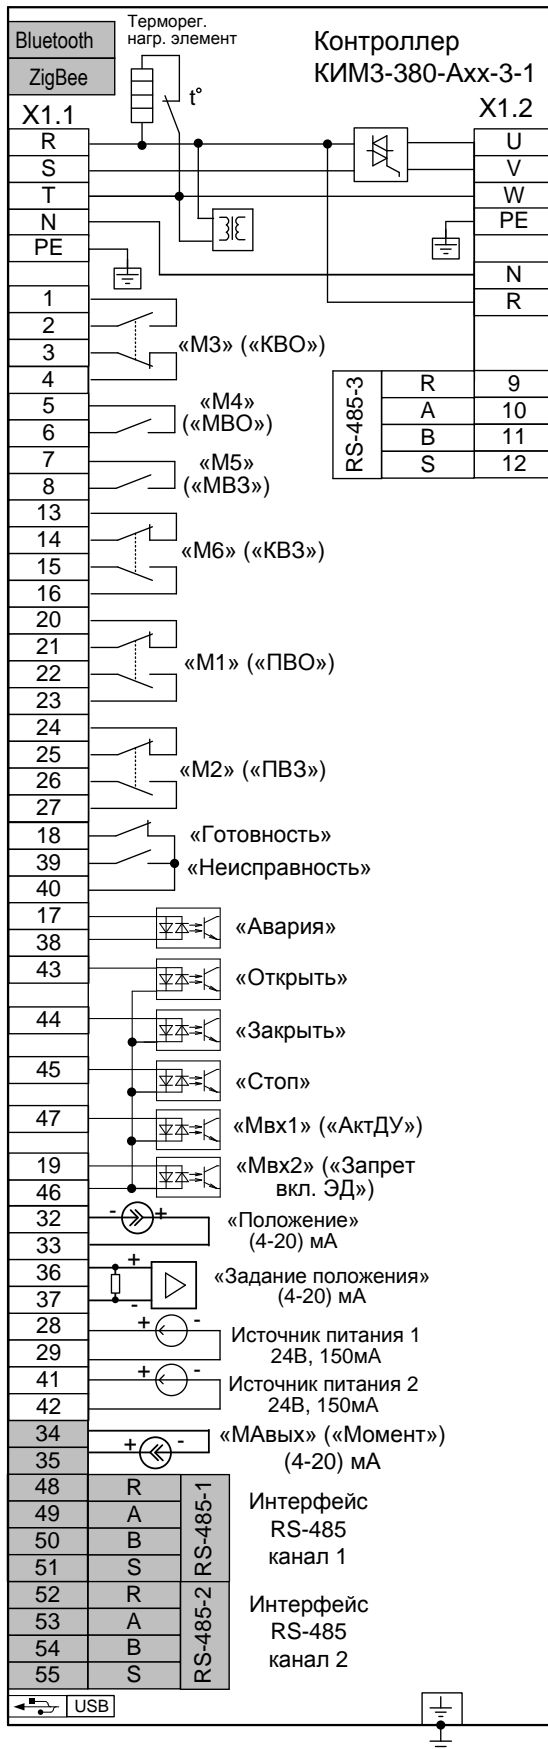 Bluetooth
ZigBee
Терморег.
нагр. элемент
t°
Контроллер
КИМ3-380-Ахх-3-1
X1.1
R
S
T
N
PE
X1.2
U
V
W
PE
N
R
1
2
3
4
«М3» («КВО»)
5
6
«М4»
(«МВО»)
7
8
«М5»
(«МВЗ»)
RS-485-3
R 9
A 10
B 11
S 12
13
14
15
16
«М6» («КВЗ»)
20
21
22
23
«М1» («ПВО»)
24
25
26
27
«М2» («ПВЗ»)
18
39
40
«Готовность»
«Неисправность»
17
38
«Авария»
43
«Открыть»
44
«Закрыть»
45
«Стоп»
47
«Мвх1» («АктДУ»)
19
46
«Мвх2» («Запрет
вкл. ЭД»)
32
33
- +
«Положение»
(4-20) мА
36
37
+
-
«Задание положения»
(4-20) мА
28
29
+ -
Источник питания 1
24В, 150мА
41
42
+ -
Источник питания 2
24В, 150мА
34
35
+ -
«МАвых» («Момент»)
(4-20) мА
48 R
49 A
50 B
51 S
RS-485-1
Интерфейс
RS-485
канал 1
52 R
53 A
54 B
55 S
RS-485-2
Интерфейс
RS-485
канал 2
USB